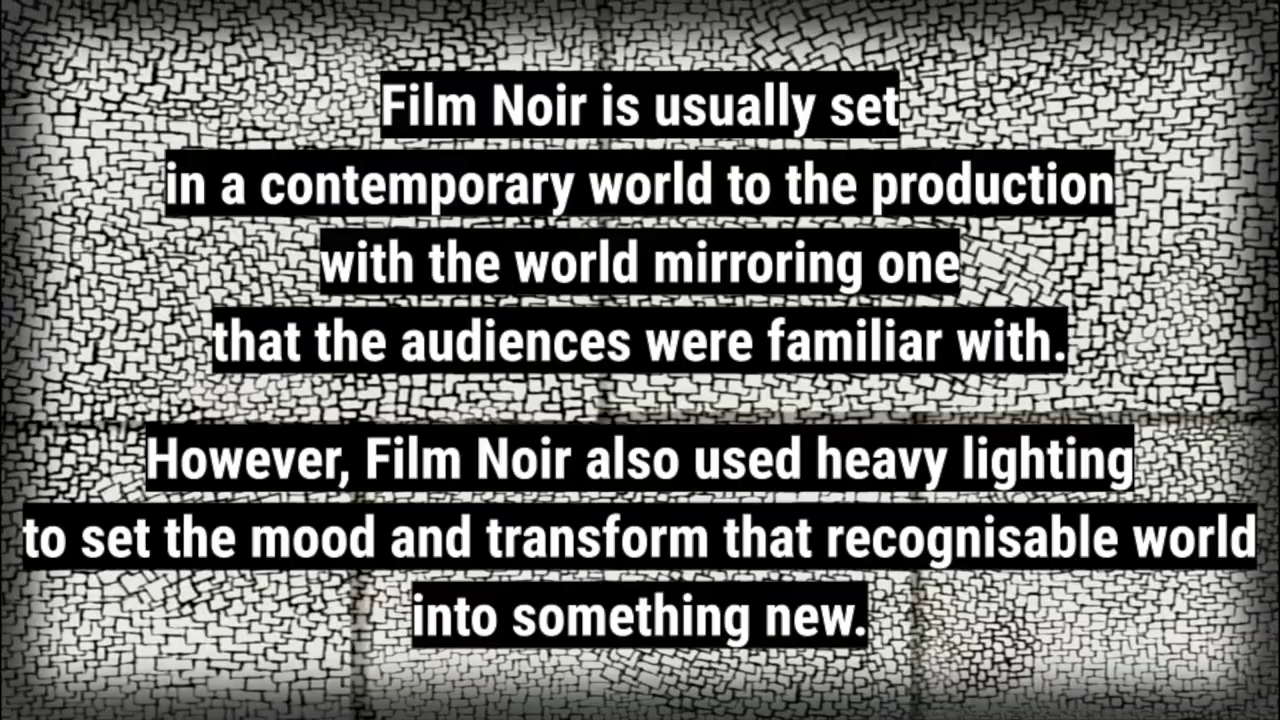 Film Noir is usually set
in a contemporary world to the production
with the world mirroring one
that the audiences were familiar with.
However, Film Noir also used heavy lighting
to set the mood and transform that recognisable world
into something new.